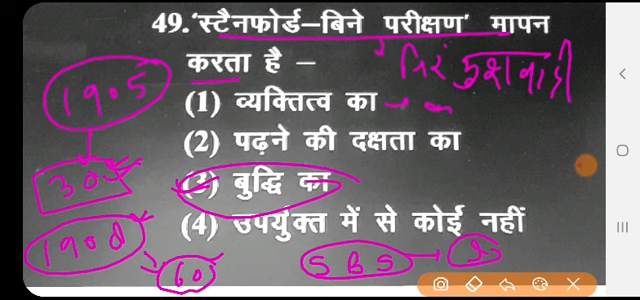 49.‘स्टैनफोर्ड–बिने परीक्षण’ मापन
करता है –
1905
(1) व्यक्तित्व का
(2) पढ़ने की दक्षता का
30
(3) बुद्धि का
1908
(4) उपर्युक्त में से कोई नहीं
60
SBS